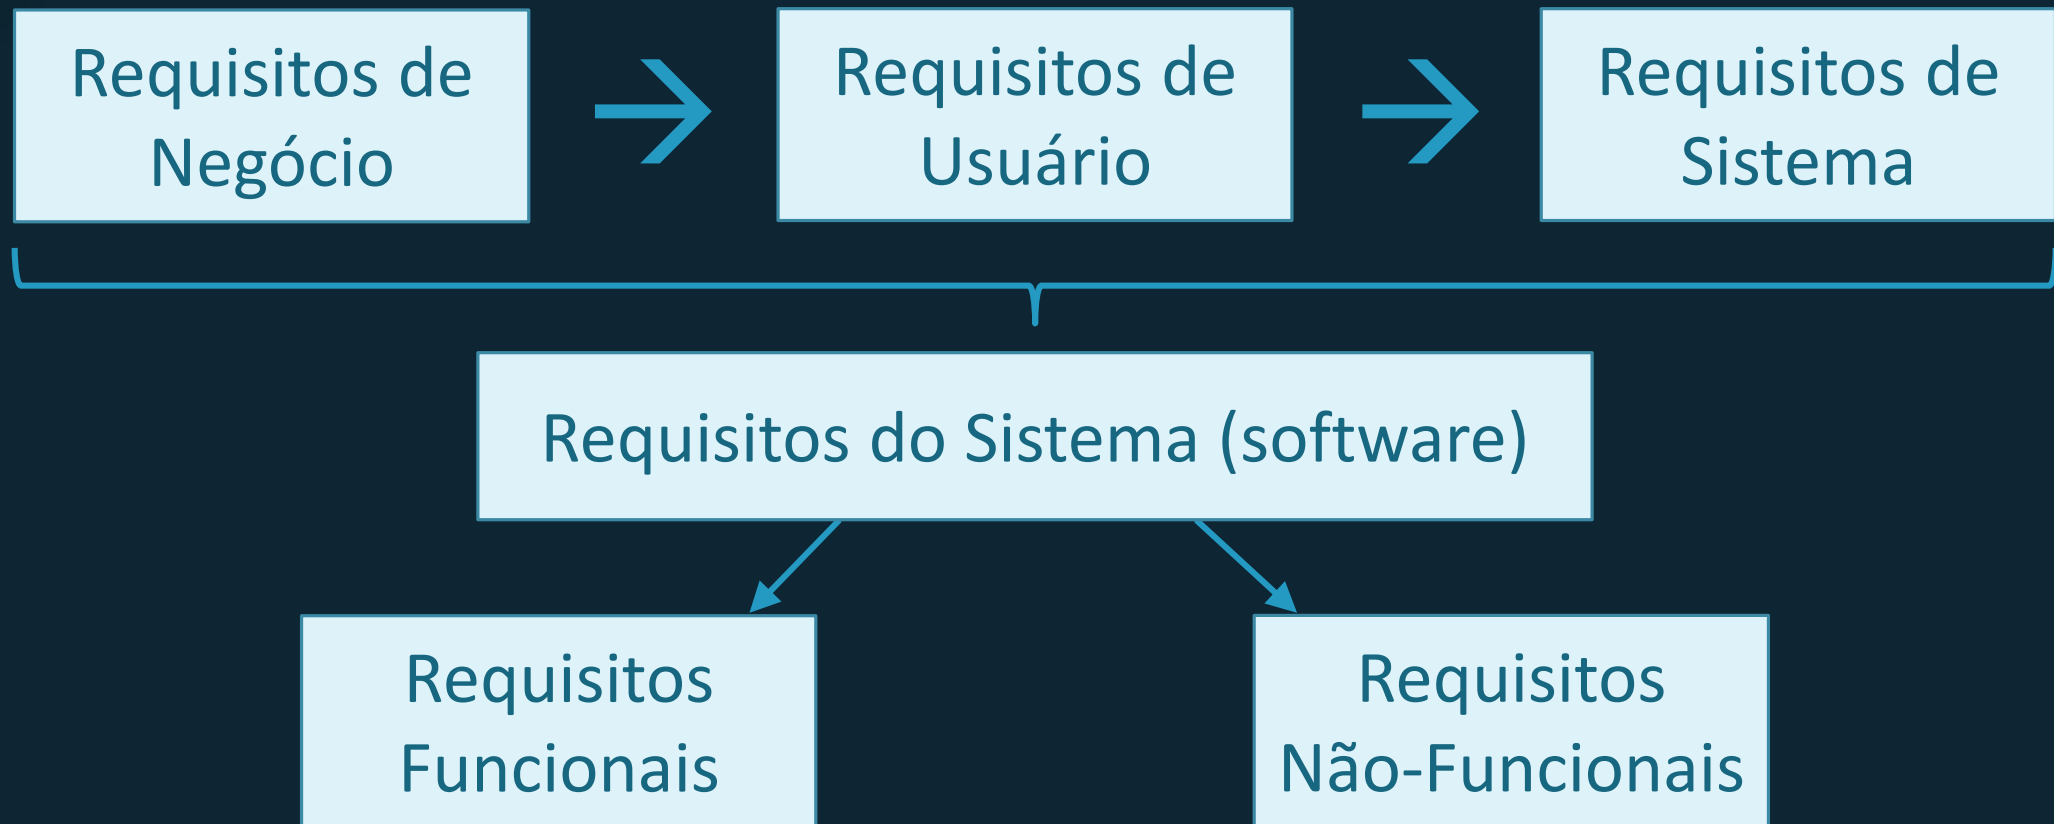 Requisitos de
Negócio
Requisitos de
Usuário
Requisitos de
Sistema
Requisitos do Sistema (software)
Requisitos
Funcionais
Requisitos
Não-Funcionais